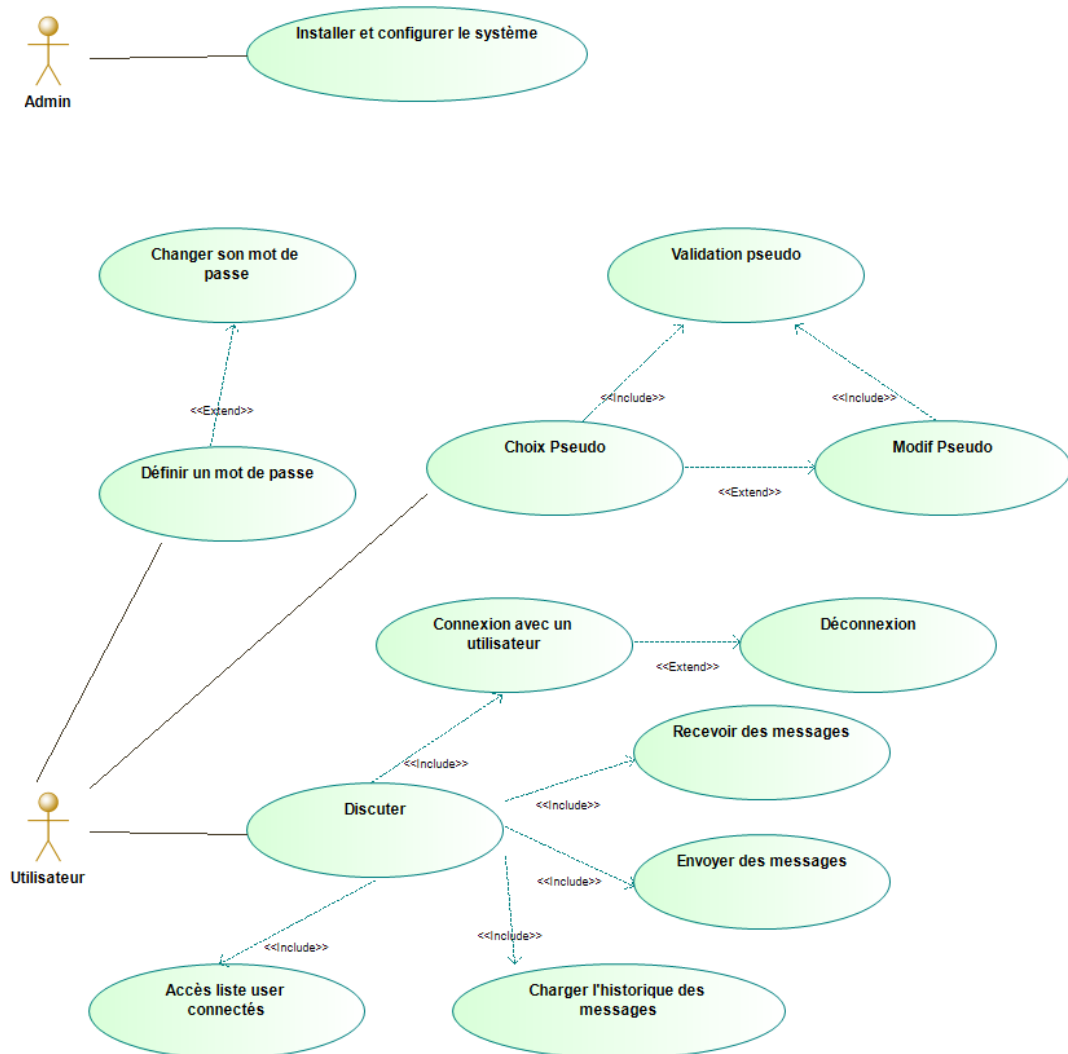 Installer et configurer le système
Admin
Changer son mot de
passe
Validation pseudo
<<Extend>>
<<Include>>
<<Include>>
Définir un mot de passe
Choix Pseudo
Modif Pseudo
<<Extend>>
Connexion avec un
utilisateur
Déconnexion
<<Extend>>
Recevoir des messages
<<Include>>
<<Include>>
Discuter
Utilisateur
Envoyer des messages
<<Include>>
<<Include>>
<<Include>>
Accès liste user
connectés
Charger l'historique des
messages